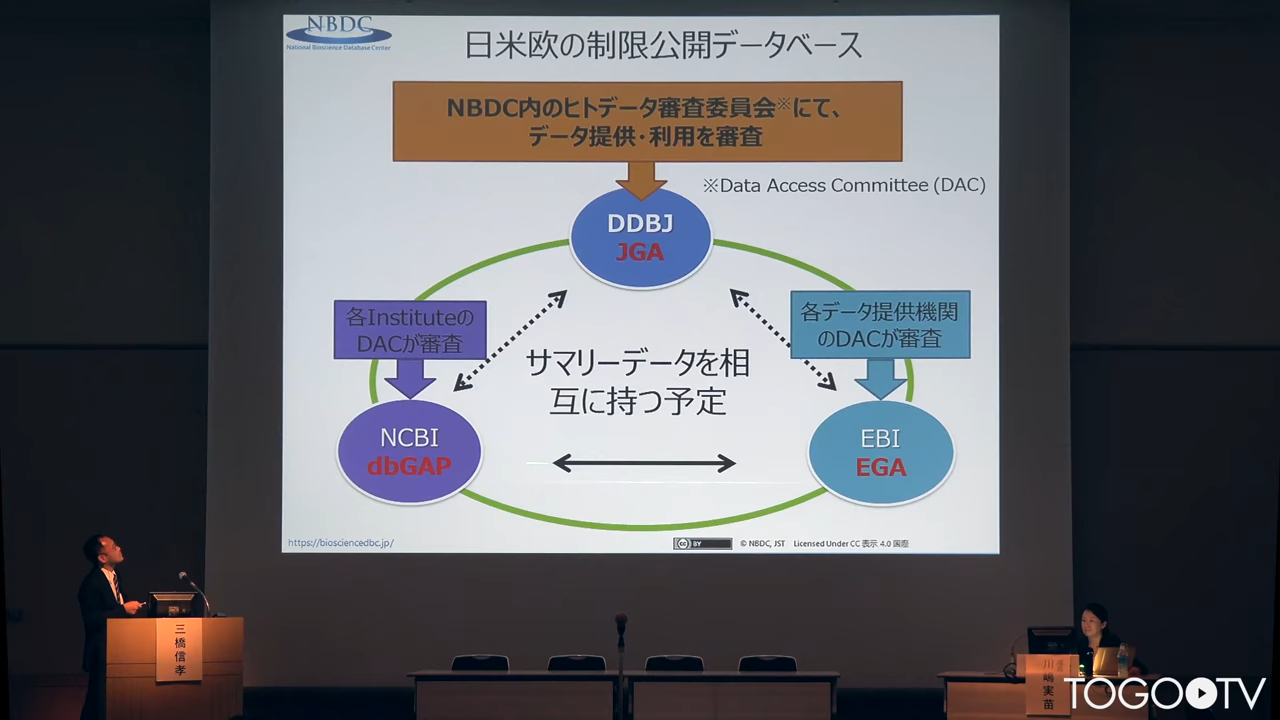 NBDC
National Bioscience Database Center
日米欧の制限公開データベース
NBDC内のヒトデータ審査委員会※にて、
データ提供・利用を審査
※Data Access Committee (DAC)
DDBJ
JGA
各Instituteの
DACが審査
各データ提供機関
のDACが審査
サマリーデータを相
互に持つ予定
NCBI
dbGAP
EBI
EGA
https://biosciencedbc.jp/
(cc) BY
© NBDC, JST Licensed Under CC 表示 4.0 国際
三橋信孝
川嶋実苗
TOGOTV